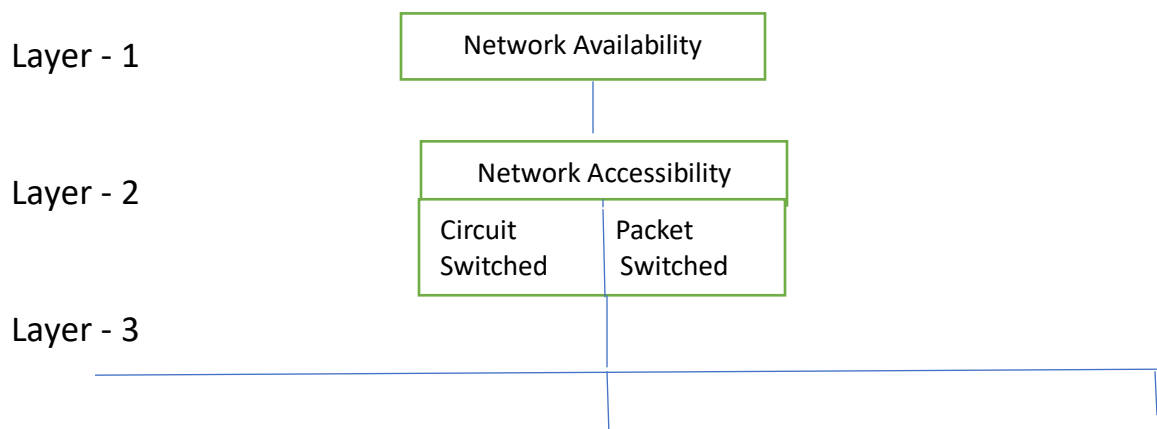 Layer - 1
Network Availability
Layer - 2
Network Accessibility
Circuit Switched
Packet Switched
Layer - 3